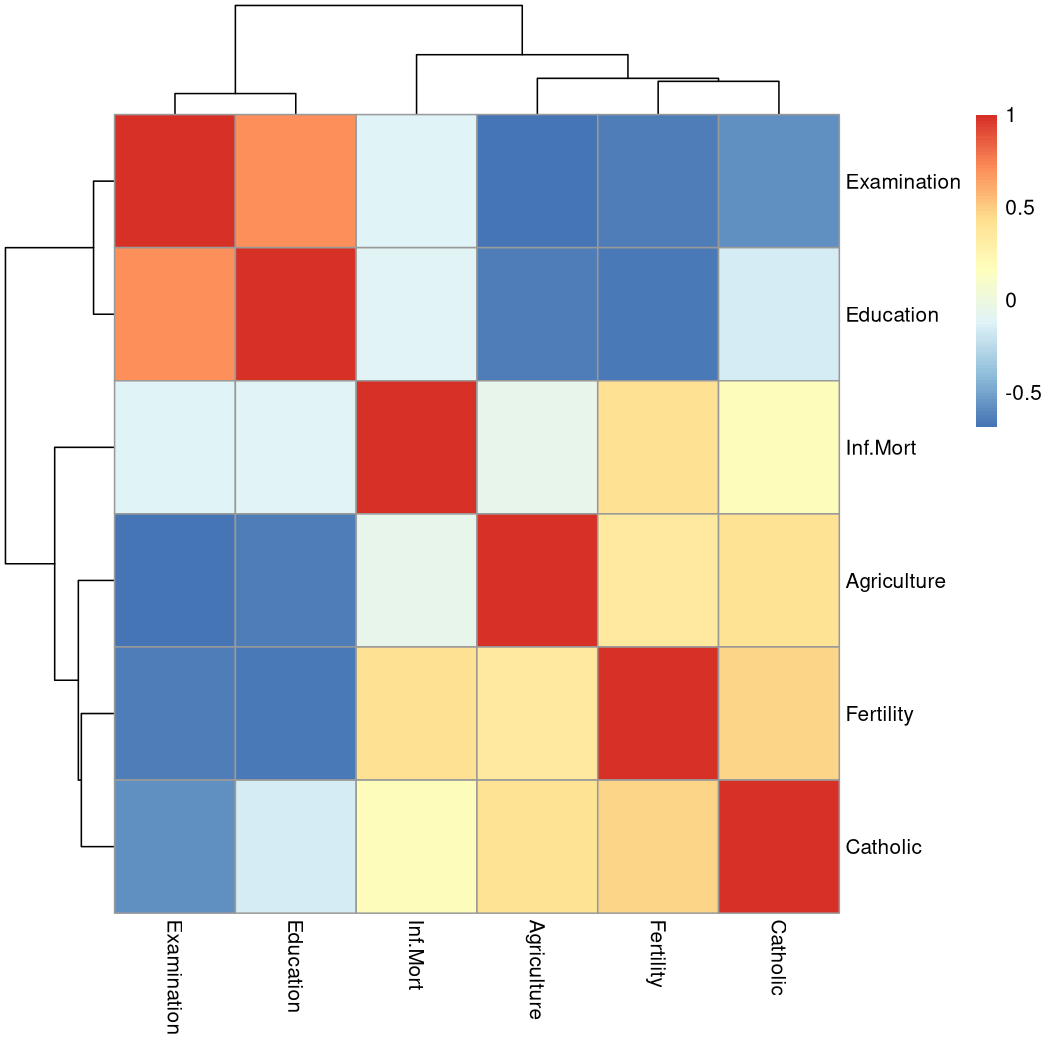 1
0.5
0
-0.5
Examination
Education
Inf.Mort
Agriculture
Fertility
Catholic
Examination
Education
Inf.Mort
Agriculture
Fertility
Catholic